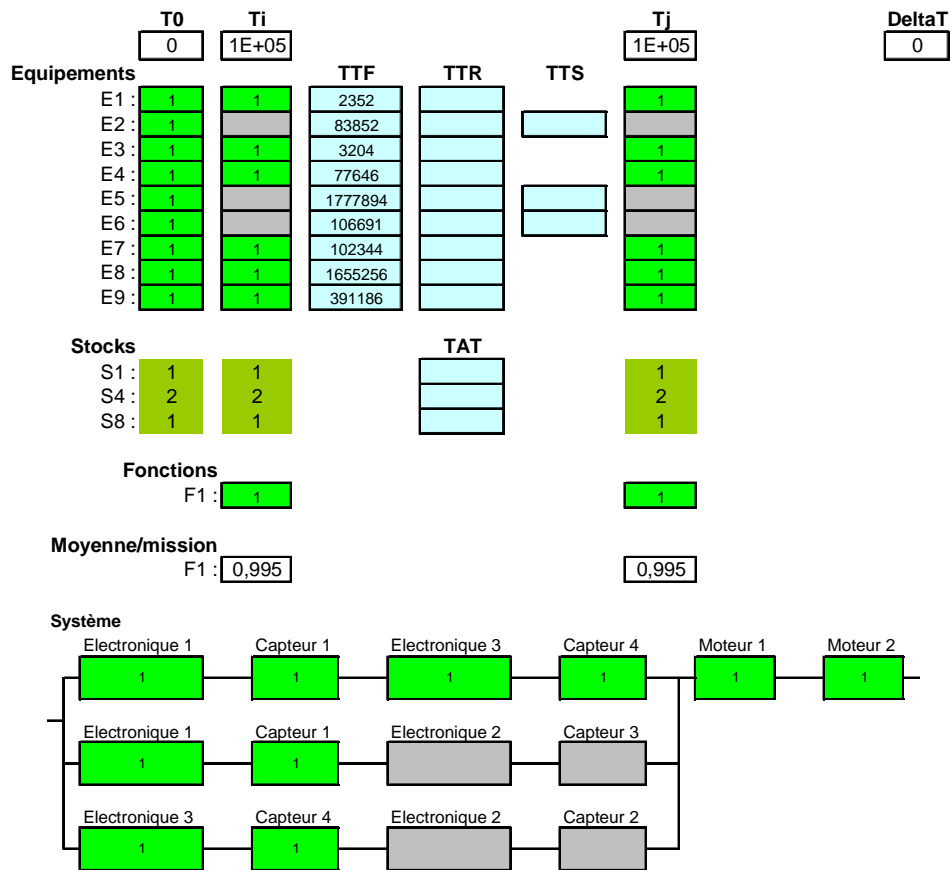 T0 Ti Tj DeltaT
0 1E+05 1E+05 0
Equipements TTF TTR TTS
E1 : 1 1 2352 1
E2 : 1 83852
E3 : 1 1 3204 1
E4 : 1 1 77646 1
E5 : 1 1777894
E6 : 1 106691
E7 : 1 1 102344 1
E8 : 1 1 1655256 1
E9 : 1 1 391186 1
Stocks TAT
S1 : 1 1 1
S4 : 2 2 2
S8 : 1 1 1
Fonctions
F1 : 1 1
Moyenne/mission
F1 : 0,995 0,995
Système
Electronique 1 Capteur 1 Electronique 3 Capteur 4 Moteur 1 Moteur 2
1 1 1 1 1 1
Electronique 1 Capteur 1 Electronique 2 Capteur 3
1 1
Electronique 3 Capteur 4 Electronique 2 Capteur 2
1 1